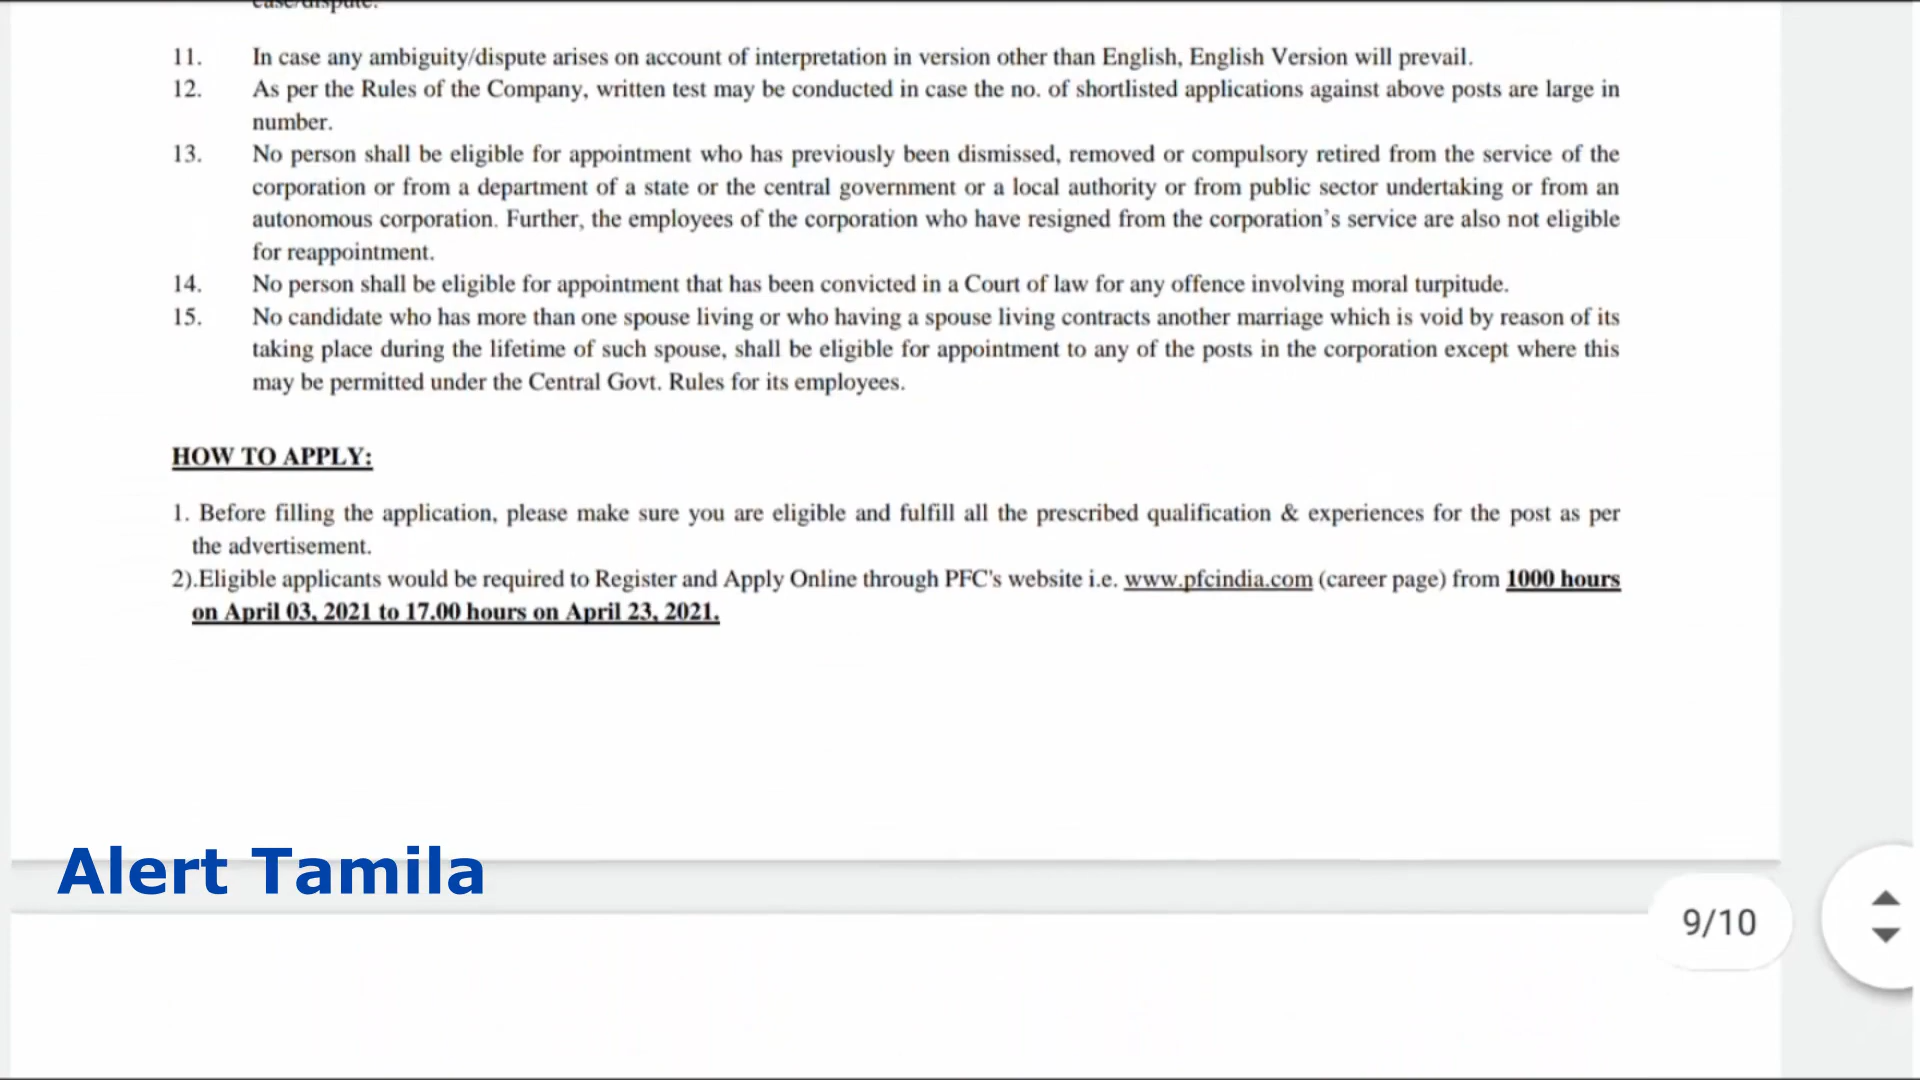 case/dispute.
11. In case any ambiguity/dispute arises on account of interpretation in version other than English, English Version will prevail.
12. As per the Rules of the Company, written test may be conducted in case the no. of shortlisted applications against above posts are large in
number.
13. No person shall be eligible for appointment who has previously been dismissed, removed or compulsory retired from the service of the
corporation or from a department of a state or the central government or a local authority or from public sector undertaking or from an
autonomous corporation. Further, the employees of the corporation who have resigned from the corporation's service are also not eligible
for reappointment.
14. No person shall be eligible for appointment that has been convicted in a Court of law for any offence involving moral turpitude.
15. No candidate who has more than one spouse living or who having a spouse living contracts another marriage which is void by reason of its
taking place during the lifetime of such spouse, shall be eligible for appointment to any of the posts in the corporation except where this
may be permitted under the Central Govt. Rules for its employees.
HOW TO APPLY:
1. Before filling the application, please make sure you are eligible and fulfill all the prescribed qualification & experiences for the post as per
the advertisement.
2).Eligible applicants would be required to Register and Apply Online through PFC's website i.e. www.pfcindia.com (career page) from 1000 hours
on April 03, 2021 to 17.00 hours on April 23, 2021.
Alert Tamila
9/10